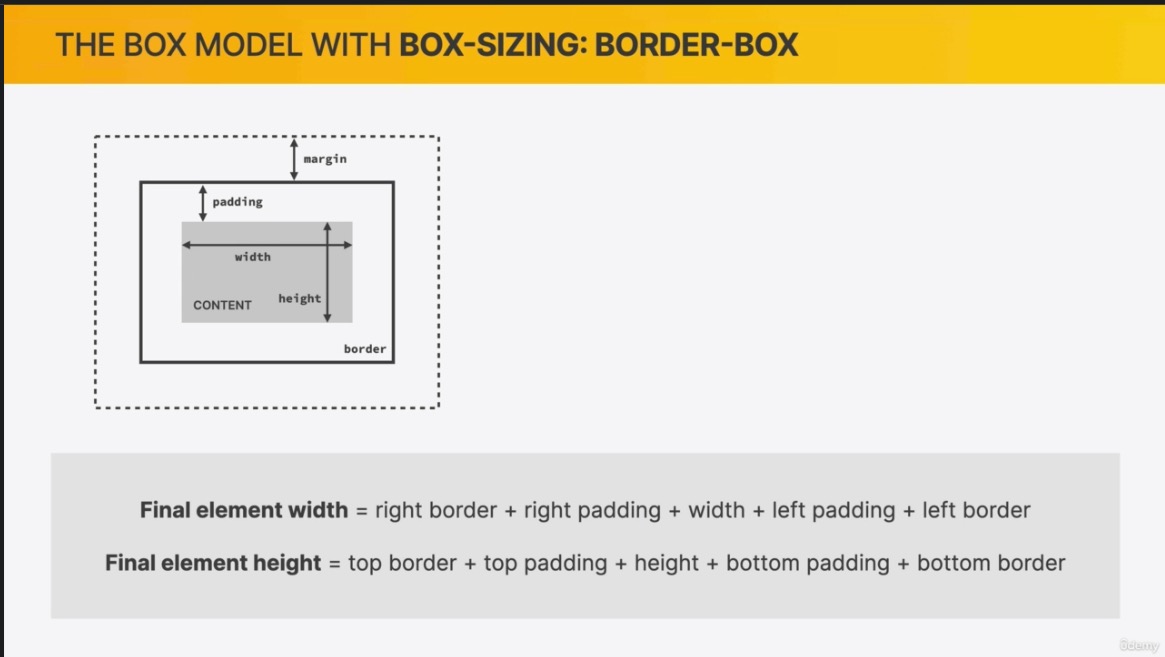 THE BOX MODEL WITH BOX-SIZING: BORDER-BOX
margin
padding
width
height
CONTENT
border
Final element width = right border + right padding + width + left padding + left border
Final element height = top border + top padding + height + bottom padding + bottom border
ûdemy